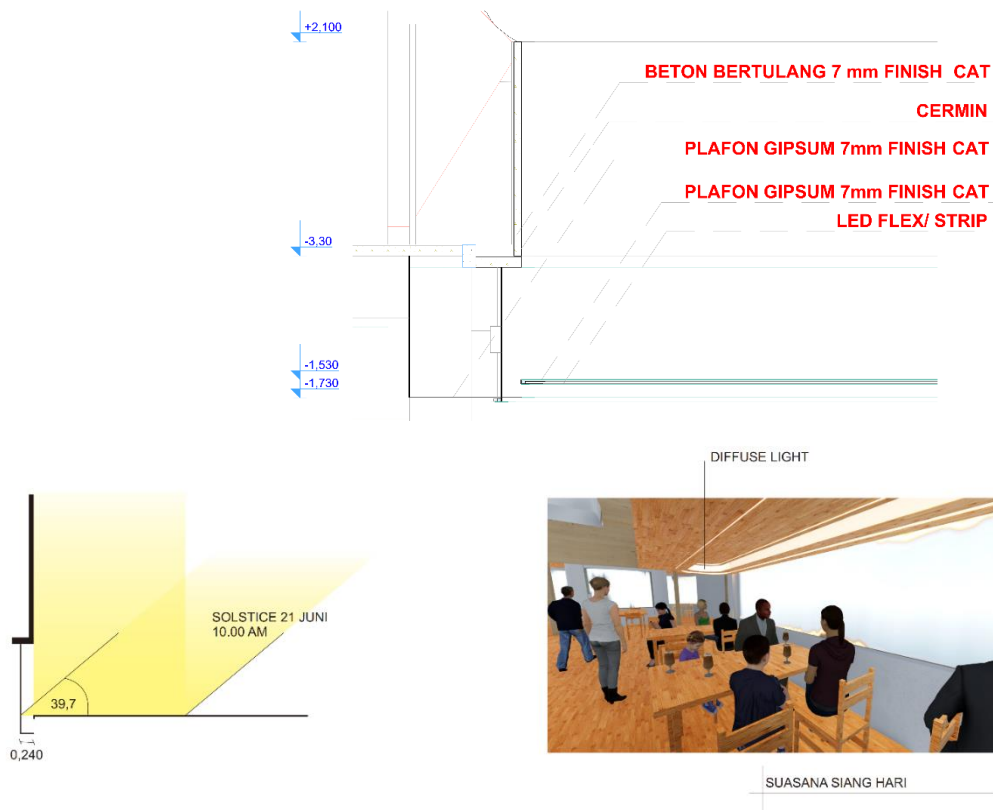 +2,100
BETON BERTULANG 7 mm FINISH CAT
CERMIN
PLAFON GIPSUM 7mm FINISH CAT
PLAFON GIPSUM 7mm FINISH CAT
LED FLEX/ STRIP
-3,30
-1,530
-1,730
DIFFUSE LIGHT
SOLSTICE 21 JUNI
10.00 AM
39,7
0,240
SUASANA SIANG HARI